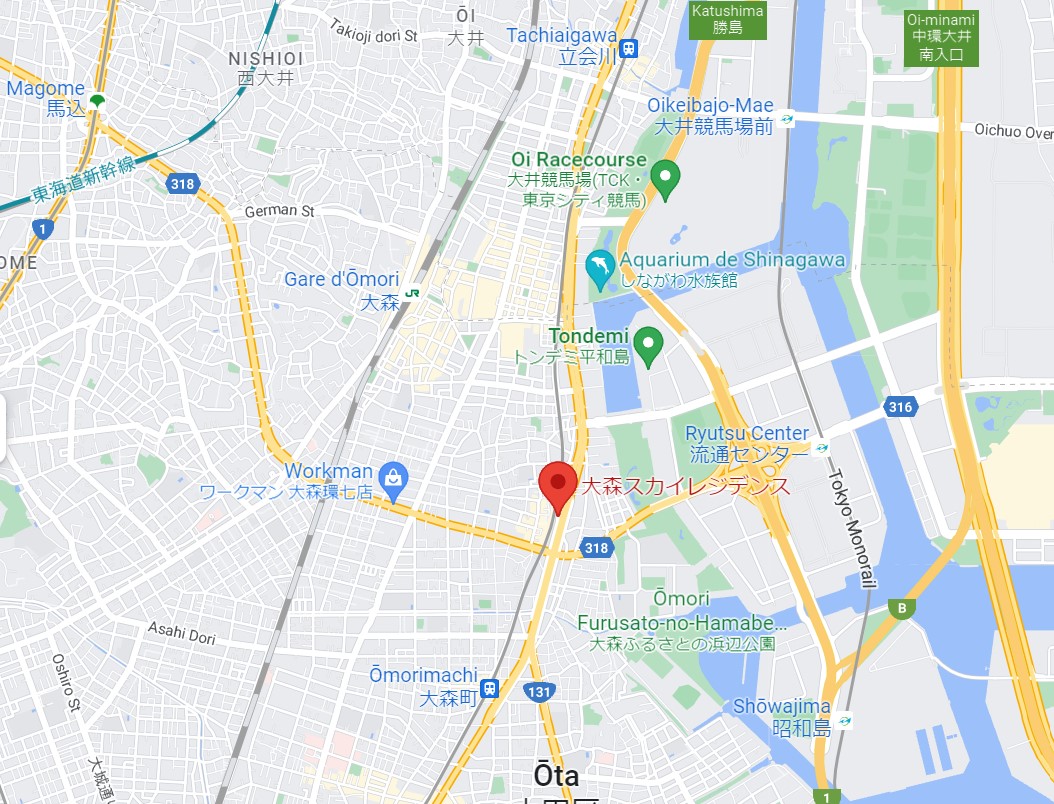 Katushima
勝島
Oi-minami
中環大井
南入口
ŌI
大井
Takioji dori St
Tachiaigawa
立会川
NISHIOI
西大井
Magome
馬込
Oikeibajo-Mae
大井競馬場前
Oichuo Over
東海道新幹線
318
Oi Racecourse
大井競馬場(TCK・
東京シティ競馬)
German St
1
OME
Aquarium de Shinagawa
しながわ水族館
Gare d'Ōmori
大森
JR
Tondemi
トンデミ平和島
316
Ryutsu Center
流通センター
Workman
ワークマン 大森環七店
大森スカイレジデンス
Tokyo Monorail
318
Ōmori
Furusato-no-Hamabe...
大森ふるさとの浜辺公園
B
Asahi Dori
Oshiro St
Ōmorimachi
大森町
131
Shōwajima
昭和島
大城通り
Ōta
1